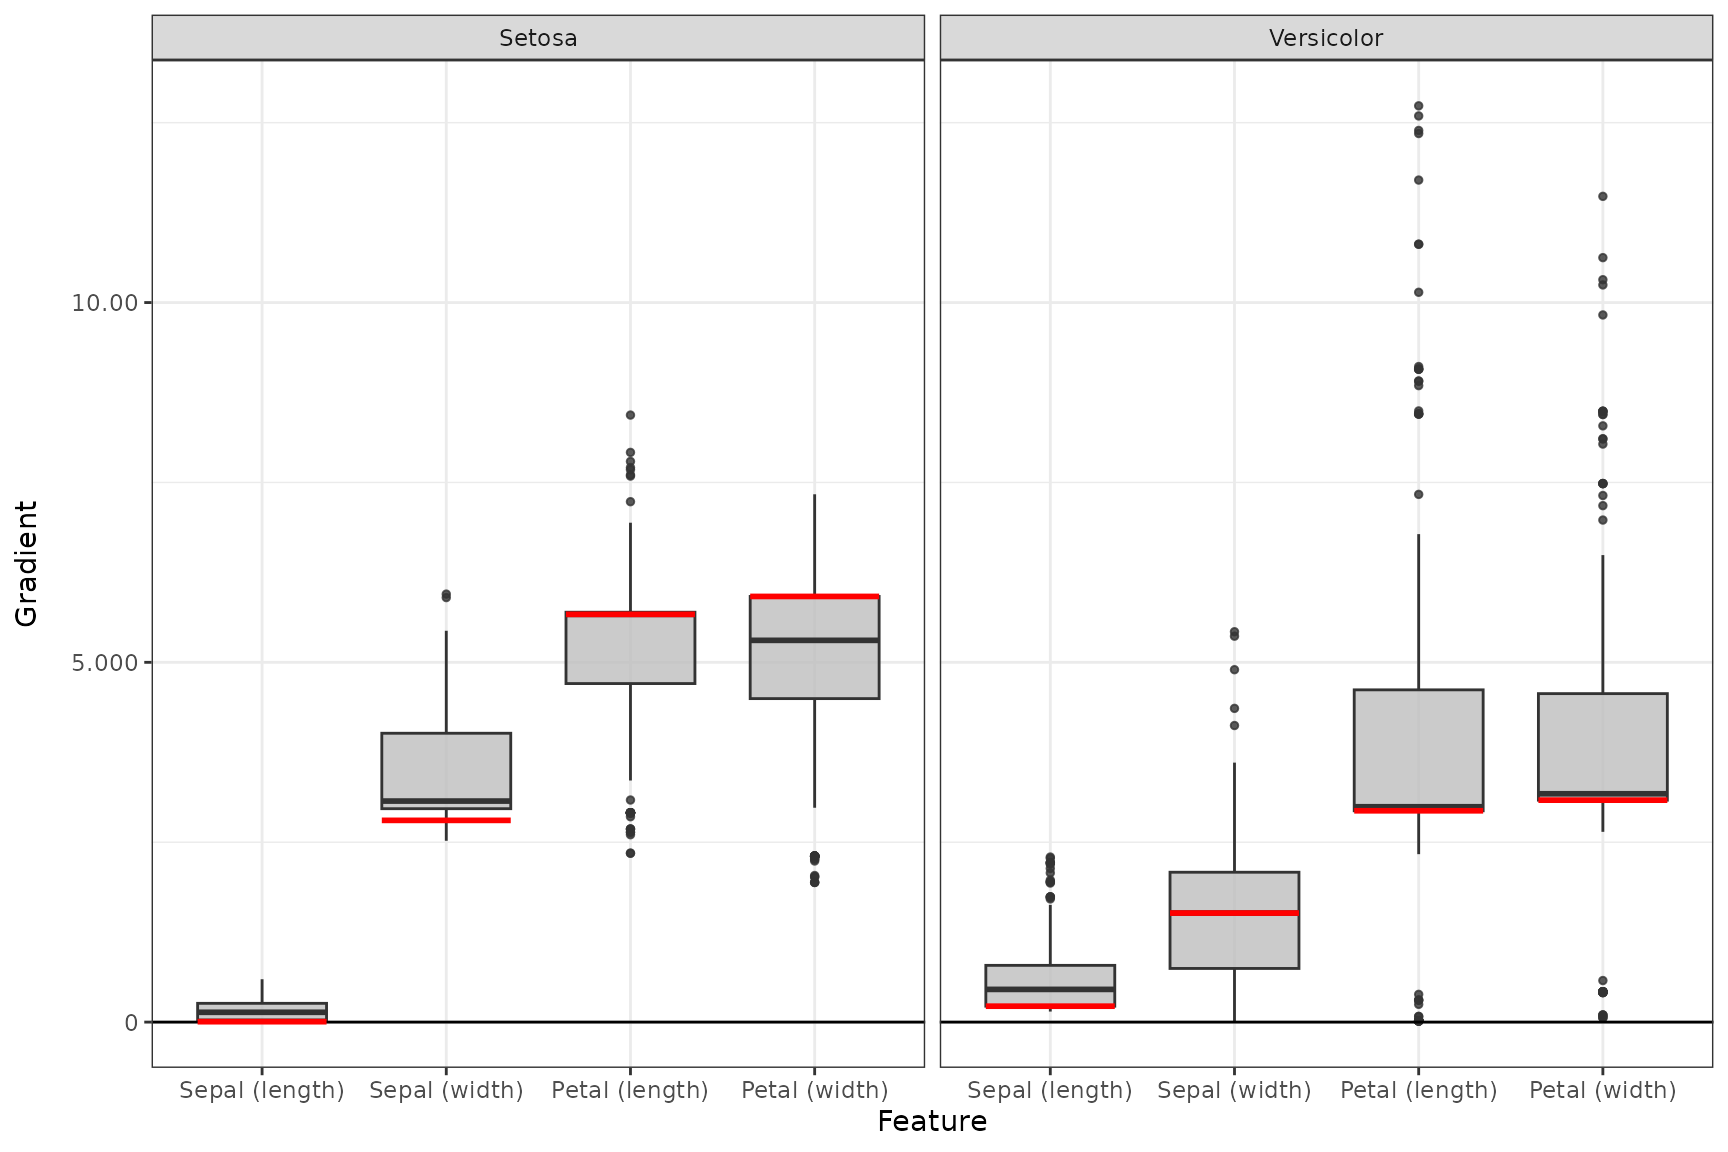 Setosa
Versicolor
Gradient
10.00
5.000
0
Sepal (length) Sepal (width) Petal (length) Petal (width)
Sepal (length) Sepal (width) Petal (length) Petal (width)
Feature